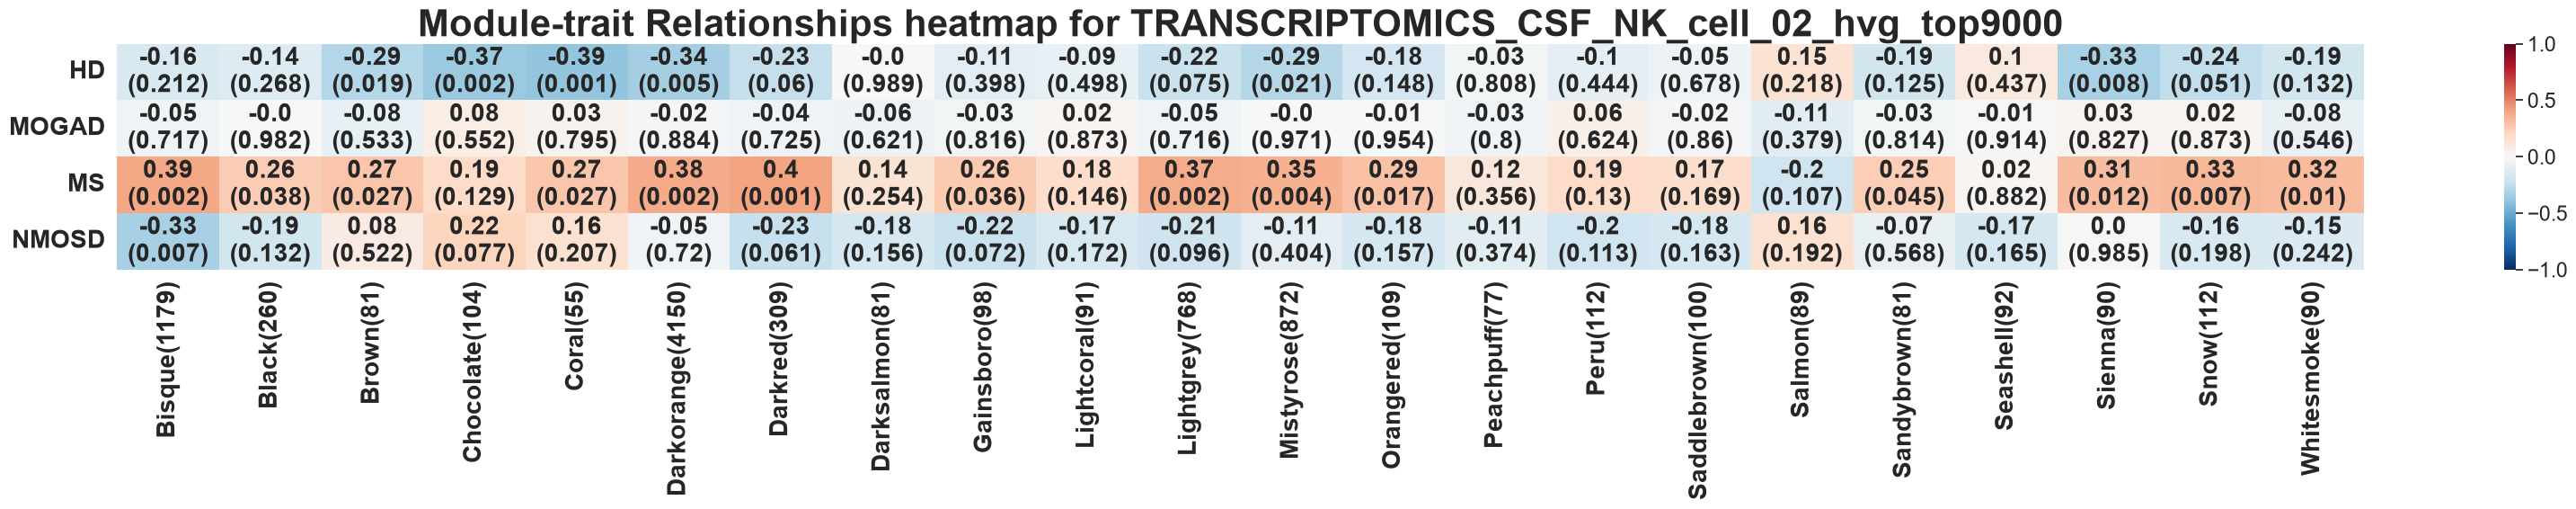 Module-trait Relationships heatmap for TRANSCRIPTOMICS_CSF_NK_cell_02_hvg_top9000
HD -0.16 -0.14 -0.29 -0.37 -0.39 -0.34 -0.23 -0.0 -0.11 -0.09 -0.22 -0.29 -0.18 -0.03 -0.1 -0.05 0.15 -0.19 0.1 -0.33 -0.24 -0.19
(0.212) (0.268) (0.019) (0.002) (0.001) (0.005) (0.06) (0.989) (0.398) (0.498) (0.075) (0.021) (0.148) (0.808) (0.444) (0.678) (0.218) (0.125) (0.437) (0.008) (0.051) (0.132)
MOGAD -0.05 -0.0 -0.08 0.08 0.03 -0.02 -0.04 -0.06 -0.03 0.02 -0.05 -0.0 -0.01 -0.03 0.06 -0.02 -0.11 -0.03 -0.01 0.03 0.02 -0.08
(0.717) (0.982) (0.533) (0.552) (0.795) (0.884) (0.725) (0.621) (0.816) (0.873) (0.716) (0.971) (0.954) (0.8) (0.624) (0.86) (0.379) (0.814) (0.914) (0.827) (0.873) (0.546)
MS 0.39 0.26 0.27 0.19 0.27 0.38 0.4 0.14 0.26 0.18 0.37 0.35 0.29 0.12 0.19 0.17 -0.2 0.25 0.02 0.31 0.33 0.32
(0.002) (0.038) (0.027) (0.129) (0.027) (0.002) (0.001) (0.254) (0.036) (0.146) (0.002) (0.004) (0.017) (0.356) (0.13) (0.169) (0.107) (0.045) (0.882) (0.012) (0.007) (0.01)
NMOSD -0.33 -0.19 0.08 0.22 0.16 -0.05 -0.23 -0.18 -0.22 -0.17 -0.21 -0.11 -0.18 -0.11 -0.2 -0.18 0.16 -0.07 -0.17 0.0 -0.16 -0.15
(0.007) (0.132) (0.522) (0.077) (0.207) (0.72) (0.061) (0.156) (0.072) (0.172) (0.096) (0.404) (0.157) (0.374) (0.113) (0.163) (0.192) (0.568) (0.165) (0.985) (0.198) (0.242)
Bisque(1179)
Black(260)
Brown(81)
Chocolate(104)
Coral(55)
Darkorange(4150)
Darkred(309)
Darksalmon(81)
Gainsboro(98)
Lightcoral(91)
Lightgrey(768)
Mistyrose(872)
Orangered(109)
Peachpuff(77)
Peru(112)
Saddlebrown(100)
Salmon(89)
Sandybrown(81)
Seashell(92)
Sienna(90)
Snow(112)
Whitesmoke(90)
1.0
0.5
0.0
−0.5
−1.0